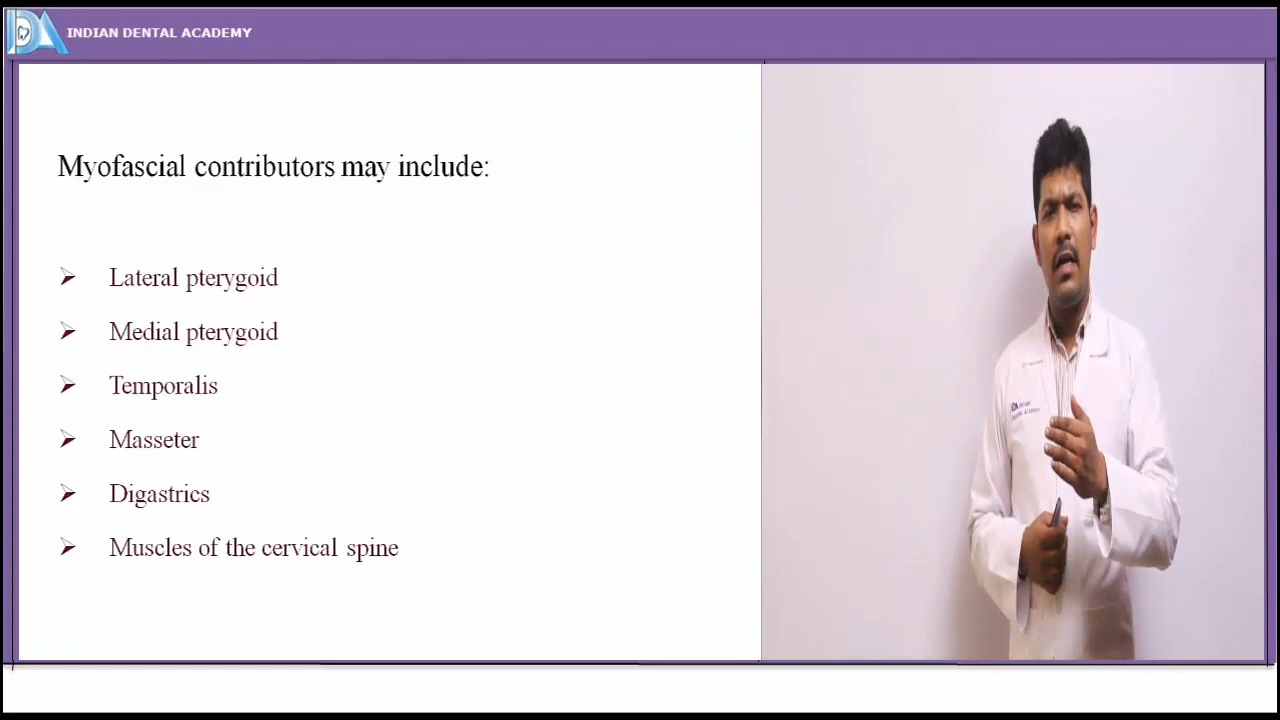 INDIAN DENTAL ACADEMY
Myofascial contributors may include:
Lateral pterygoid
Medial pterygoid
Temporalis
Masseter
Digastrics
Muscles of the cervical spine